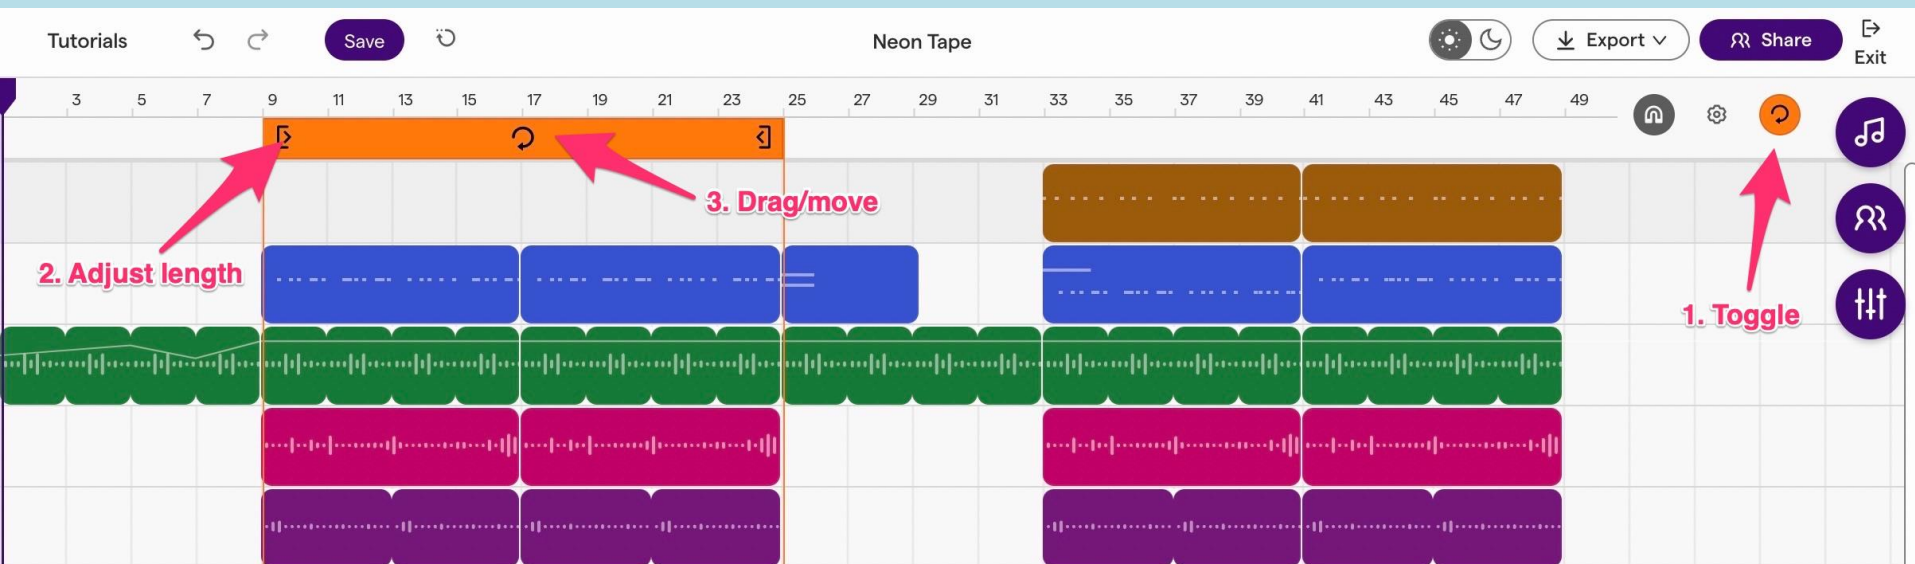 Tutorials Save Neon Tape Export Share Exit
3 5 7 9 11 13 15 17 19 21 23 25 27 29 31 33 35 37 39 41 43 45 47 49
3. Drag/move
2. Adjust length
1. Toggle